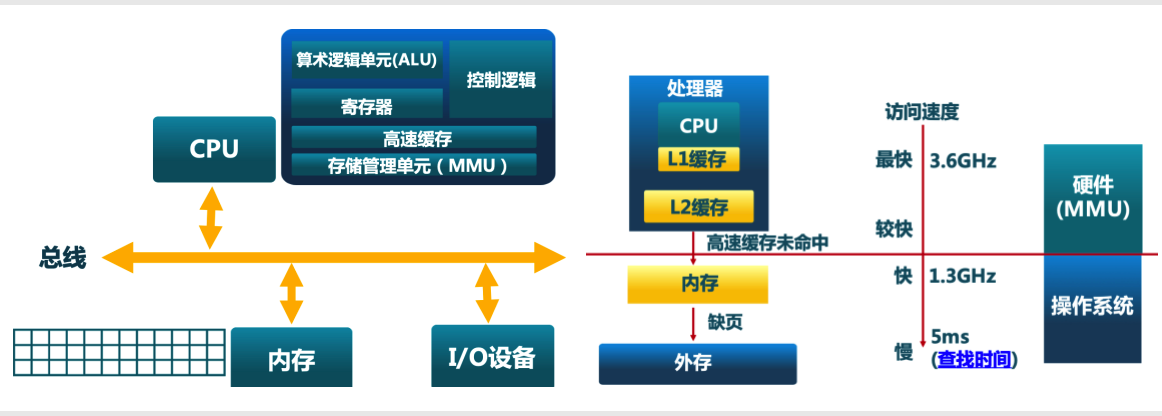 算术逻辑单元(ALU)
控制逻辑
寄存器
高速缓存
存储管理单元（MMU）
CPU
总线
内存
I/O设备
处理器
CPU
L1缓存
L2缓存
高速缓存未命中
内存
缺页
外存
访问速度
最快 3.6GHz
较快
快 1.3GHz
慢 5ms
(查找时间)
硬件
(MMU)
操作系统